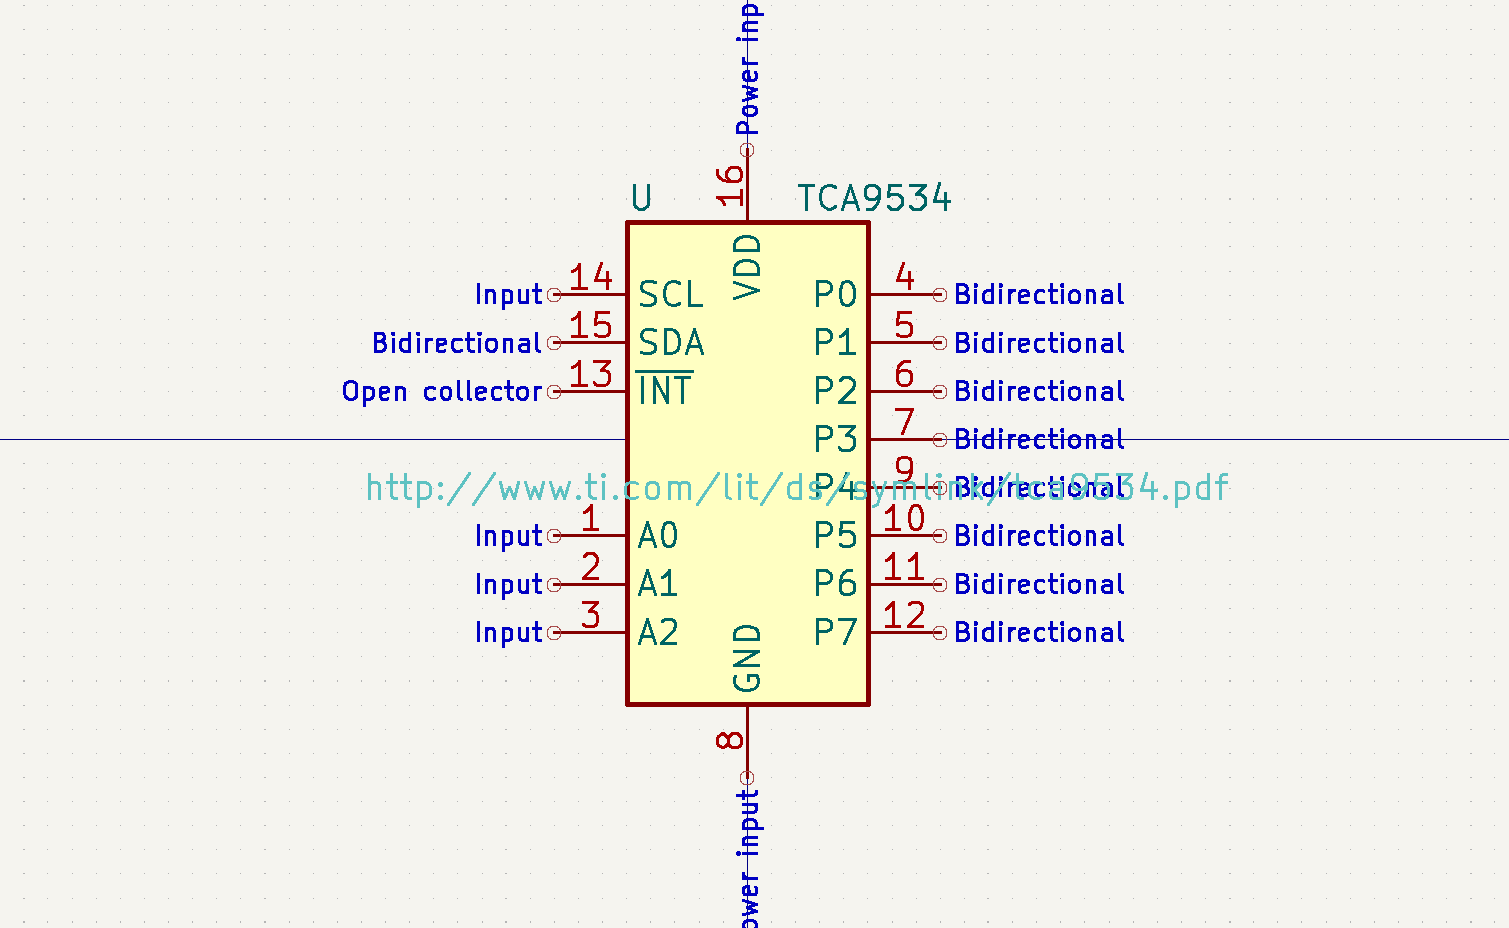 Power inp
16
U TCA9534
VDD
Input 14 SCL P0 4 Bidirectional
Bidirectional 15 SDA P1 5 Bidirectional
Open collector 13 INT P2 6 Bidirectional
P3 7 Bidirectional
P4 9 Bidirectional
http://www.ti.com/lit/ds/symlink/tca9534.pdf
Input 1 A0 P5 10 Bidirectional
Input 2 A1 P6 11 Bidirectional
Input 3 A2 P7 12 Bidirectional
GND
8
ower input